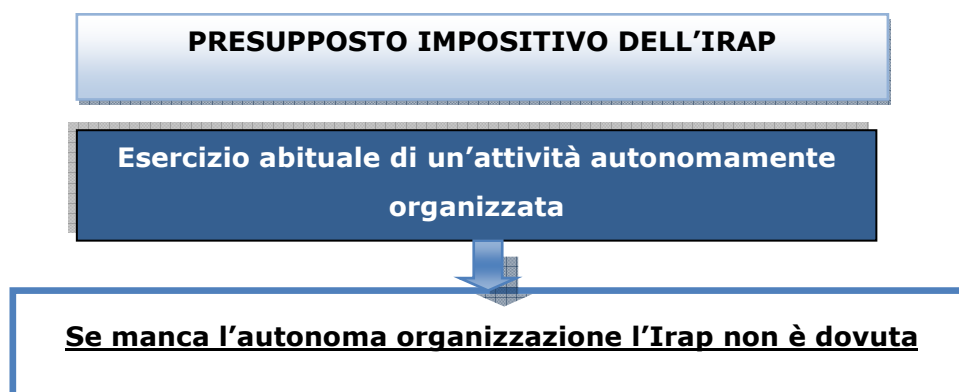 PRESUPPOSTO IMPOSITIVO DELL’IRAP
Esercizio abituale di un’attività autonomamente
organizzata
Se manca l’autonoma organizzazione l’Irap non è dovuta